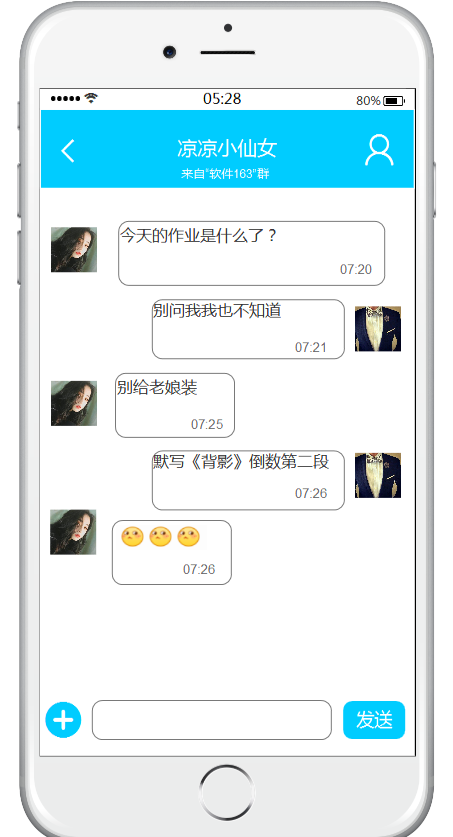 05:28
80%
凉凉小仙女
来自"软件163"群
今天的作业是什么了？
07:20
别问我我也不知道
07:21
别给老娘装
07:25
默写《背影》倒数第二段
07:26
07:26
发送